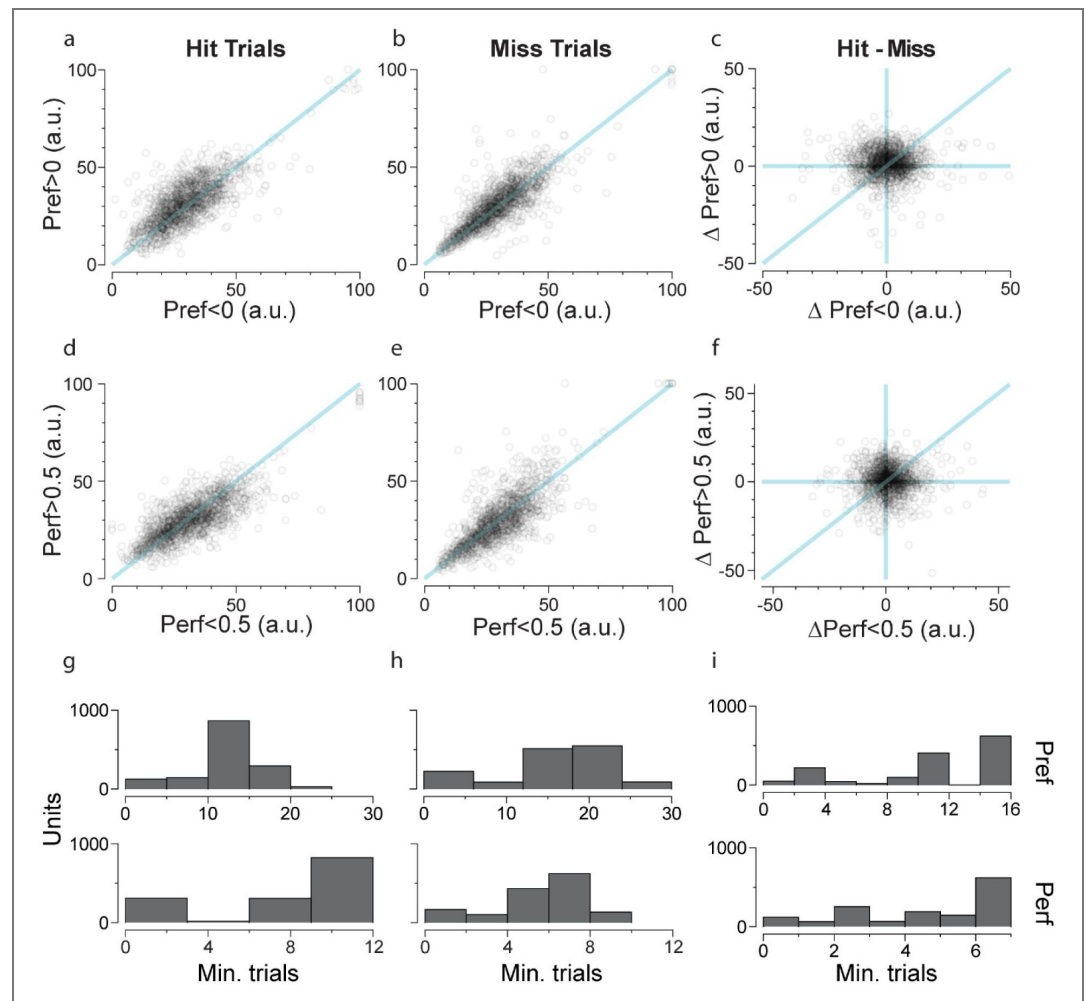 a Hit Trials b Miss Trials c Hit - Miss
100 100 50
Pref>0 (a.u.) 50 50 Δ Pref>0 (a.u.) 0
0 0 -50
0 50 100 0 50 100 -50 0 50
Pref<0 (a.u.) Pref<0 (a.u.) Δ Pref<0 (a.u.)
d e f
100 100 50
Perf>0.5 (a.u.) 50 50 Δ Perf>0.5 (a.u.) 0
0 0 -50
0 50 100 0 50 100 -50 0 50
Perf<0.5 (a.u.) Perf<0.5 (a.u.) ΔPerf<0.5 (a.u.)
g h i
1000 1000 Pref
0 0
0 10 20 30 0 10 20 30 0 4 8 12 16
Units
1000 1000 Perf
0 0
0 4 8 12 0 4 8 12 0 2 4 6
Min. trials Min. trials Min. trials